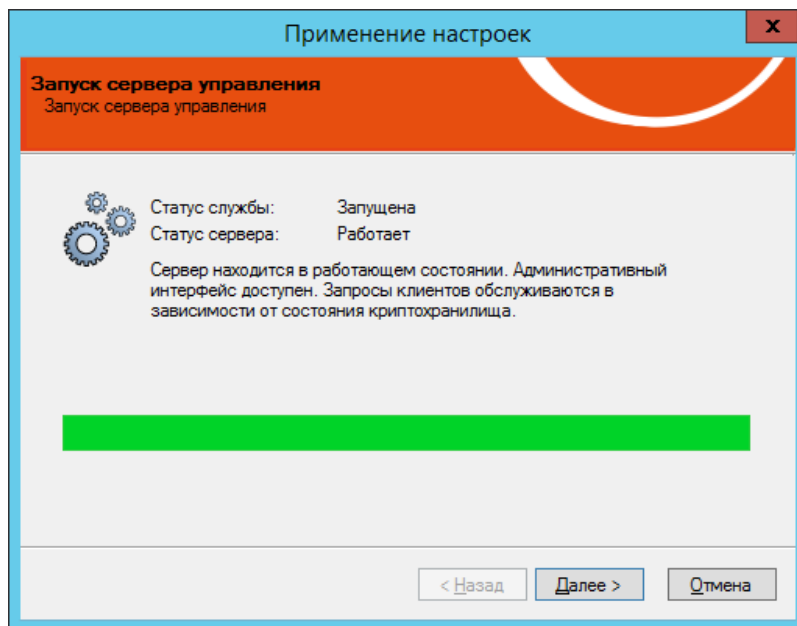 Применение настроек
x
Запуск сервера управления
Запуск сервера управления
Статус службы: Запущена
Статус сервера: Работает
Сервер находится в работающем состоянии. Административный
интерфейс доступен. Запросы клиентов обслуживаются в
зависимости от состояния криптохранилища.
< Назад Далее > Отмена